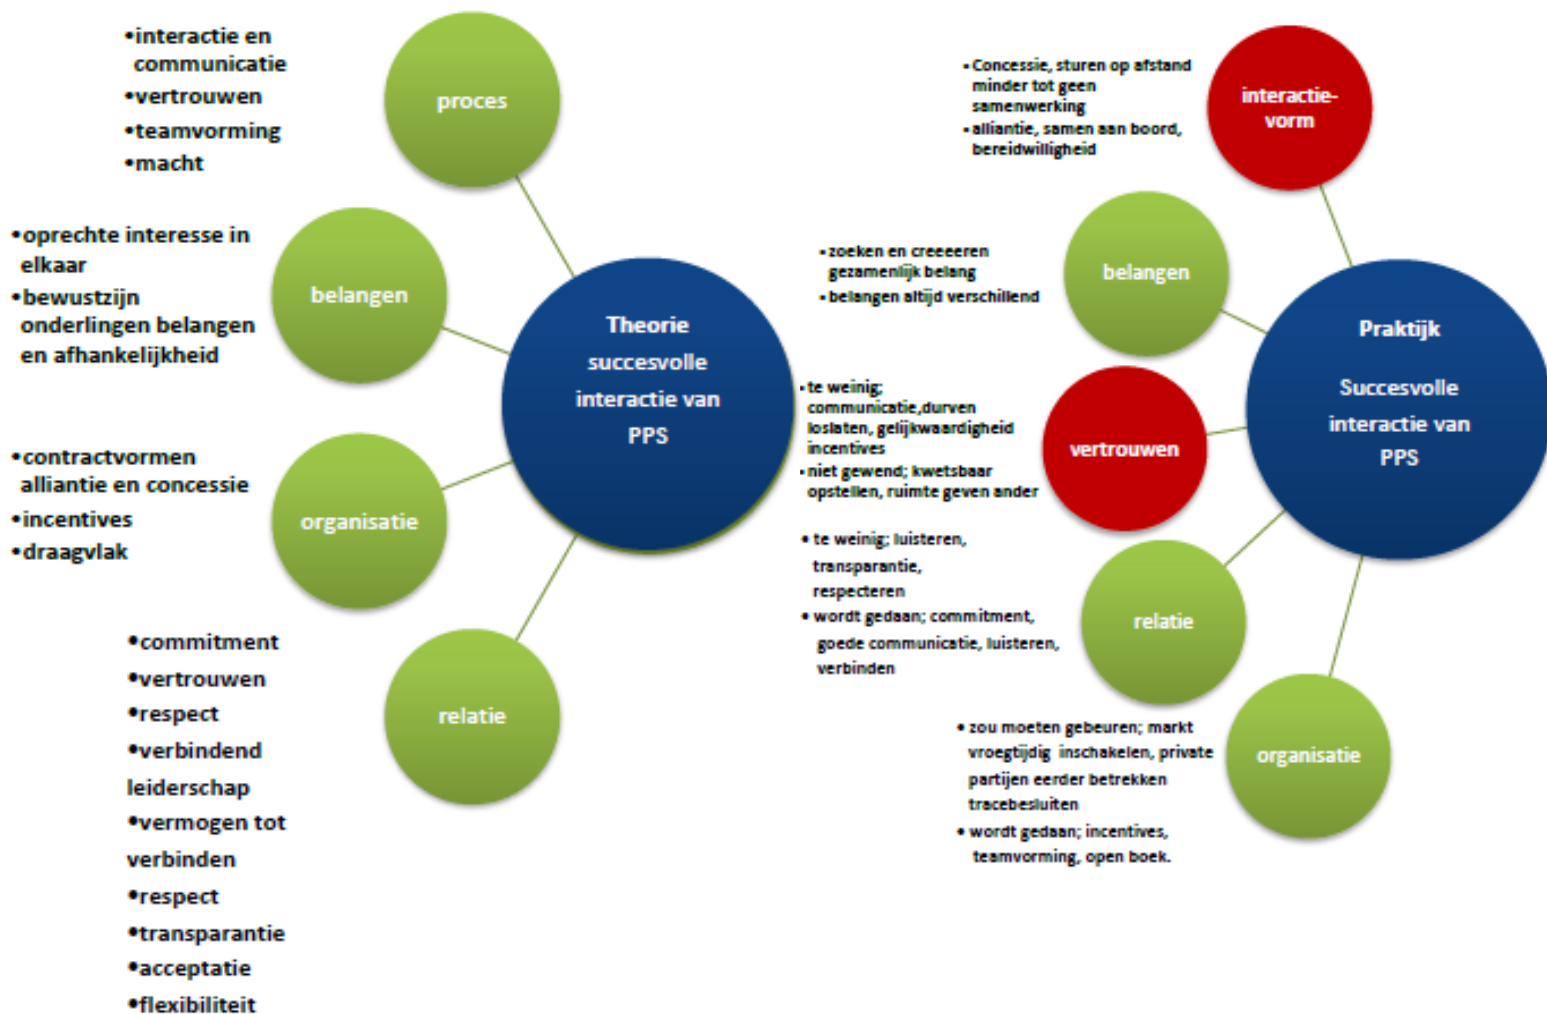 •interactie en
communicatie
•vertrouwen
•teamvorming
•macht
proces
•oprechte interesse in
elkaar
•bewustzijn
onderlingen belangen
en afhankelijkheid
belangen
•contractvormen
alliantie en concessie
•incentives
•draagvlak
organisatie
•commitment
•vertrouwen
•respect
•verbindend
leiderschap
•vermogen tot
verbinden
•respect
•transparantie
•acceptatie
•flexibiliteit
relatie
Theorie
succesvolle
interactie van
PPS
•Concessie, sturen op afstand
minder tot geen
samenwerking
•alliantie, samen aan boord,
bereidwilligheid
interactie-
vorm
•zoeken en creeeeren
gezamenlijk belang
•belangen altijd verschillend
belangen
•te weinig;
communicatie,durven
loslaten, gelijkwaardigheid
incentives
•niet gewend; kwetsbaar
opstellen, ruimte geven ander
vertrouwen
• te weinig; luisteren,
transparantie,
respecteren
• wordt gedaan; commitment,
goede communicatie, luisteren,
verbinden
relatie
• zou moeten gebeuren; markt
vroegtijdig inschakelen, private
partijen eerder betrekken
tracebesluiten
• wordt gedaan; incentives,
teamvorming, open boek.
organisatie
Praktijk
Succesvolle
interactie van
PPS